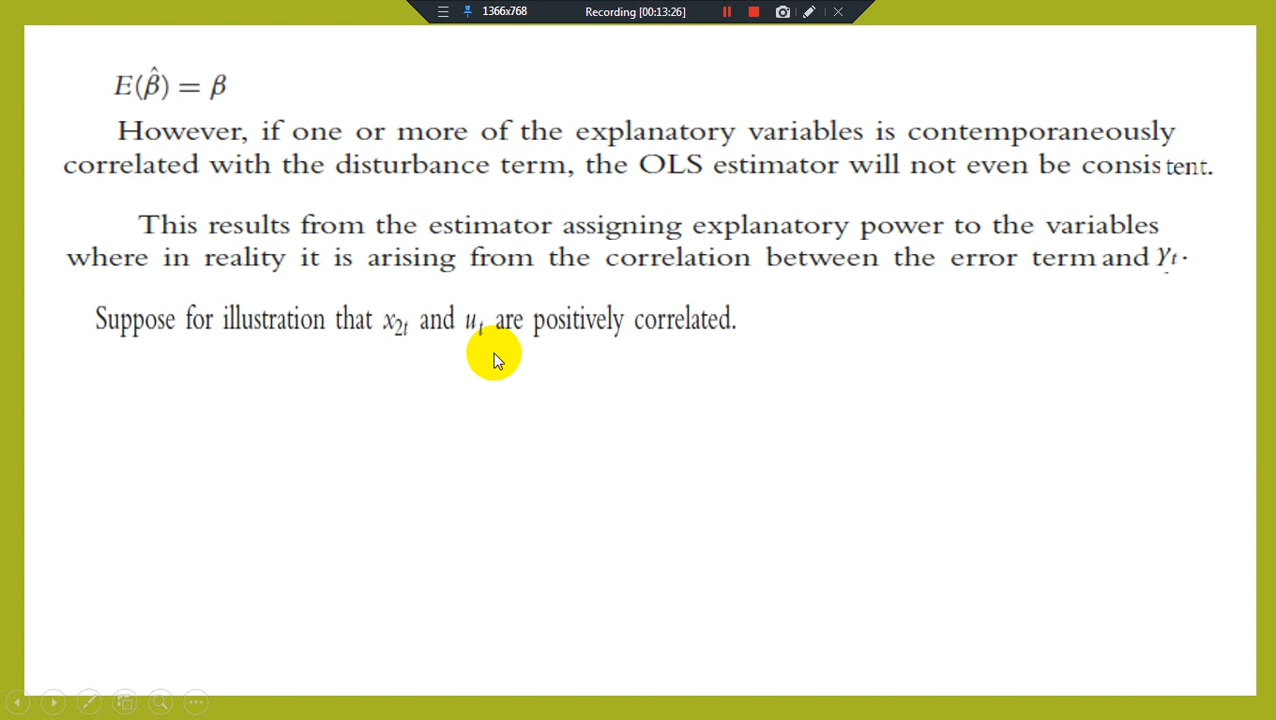 1366x768
Recording [00:13:26]
E(β̂) = β
However, if one or more of the explanatory variables is contemporaneously
correlated with the disturbance term, the OLS estimator will not even be consistent.
This results from the estimator assigning explanatory power to the variables
where in reality it is arising from the correlation between the error term and γₜ.
Suppose for illustration that x₂ₜ and uₜ are positively correlated.